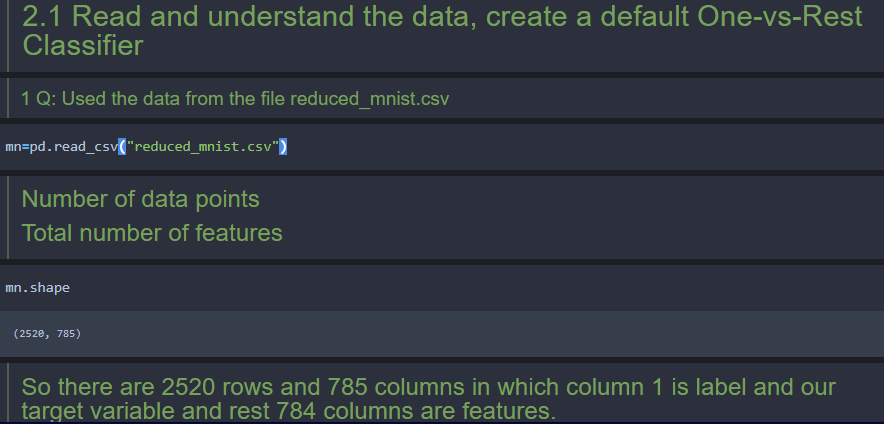 2.1 Read and understand the data, create a default One-vs-Rest
Classifier
1 Q: Used the data from the file reduced_mnist.csv
mn=pd.read_csv("reduced_mnist.csv")
Number of data points
Total number of features
mn.shape
(2520, 785)
So there are 2520 rows and 785 columns in which column 1 is label and our
target variable and rest 784 columns are features.